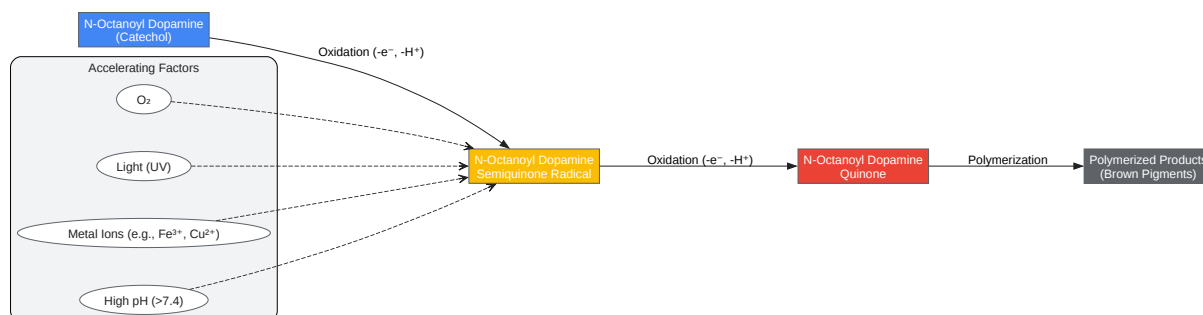 N-Octanoyl Dopamine
(Catechol)
Oxidation (-e⁻, -H⁺)
Accelerating Factors
O₂
Light (UV)
Metal Ions (e.g., Fe³⁺, Cu²⁺)
High pH (>7.4)
N-Octanoyl Dopamine
Semiquinone Radical
Oxidation (-e⁻, -H⁺)
N-Octanoyl Dopamine
Quinone
Polymerization
Polymerized Products
(Brown Pigments)